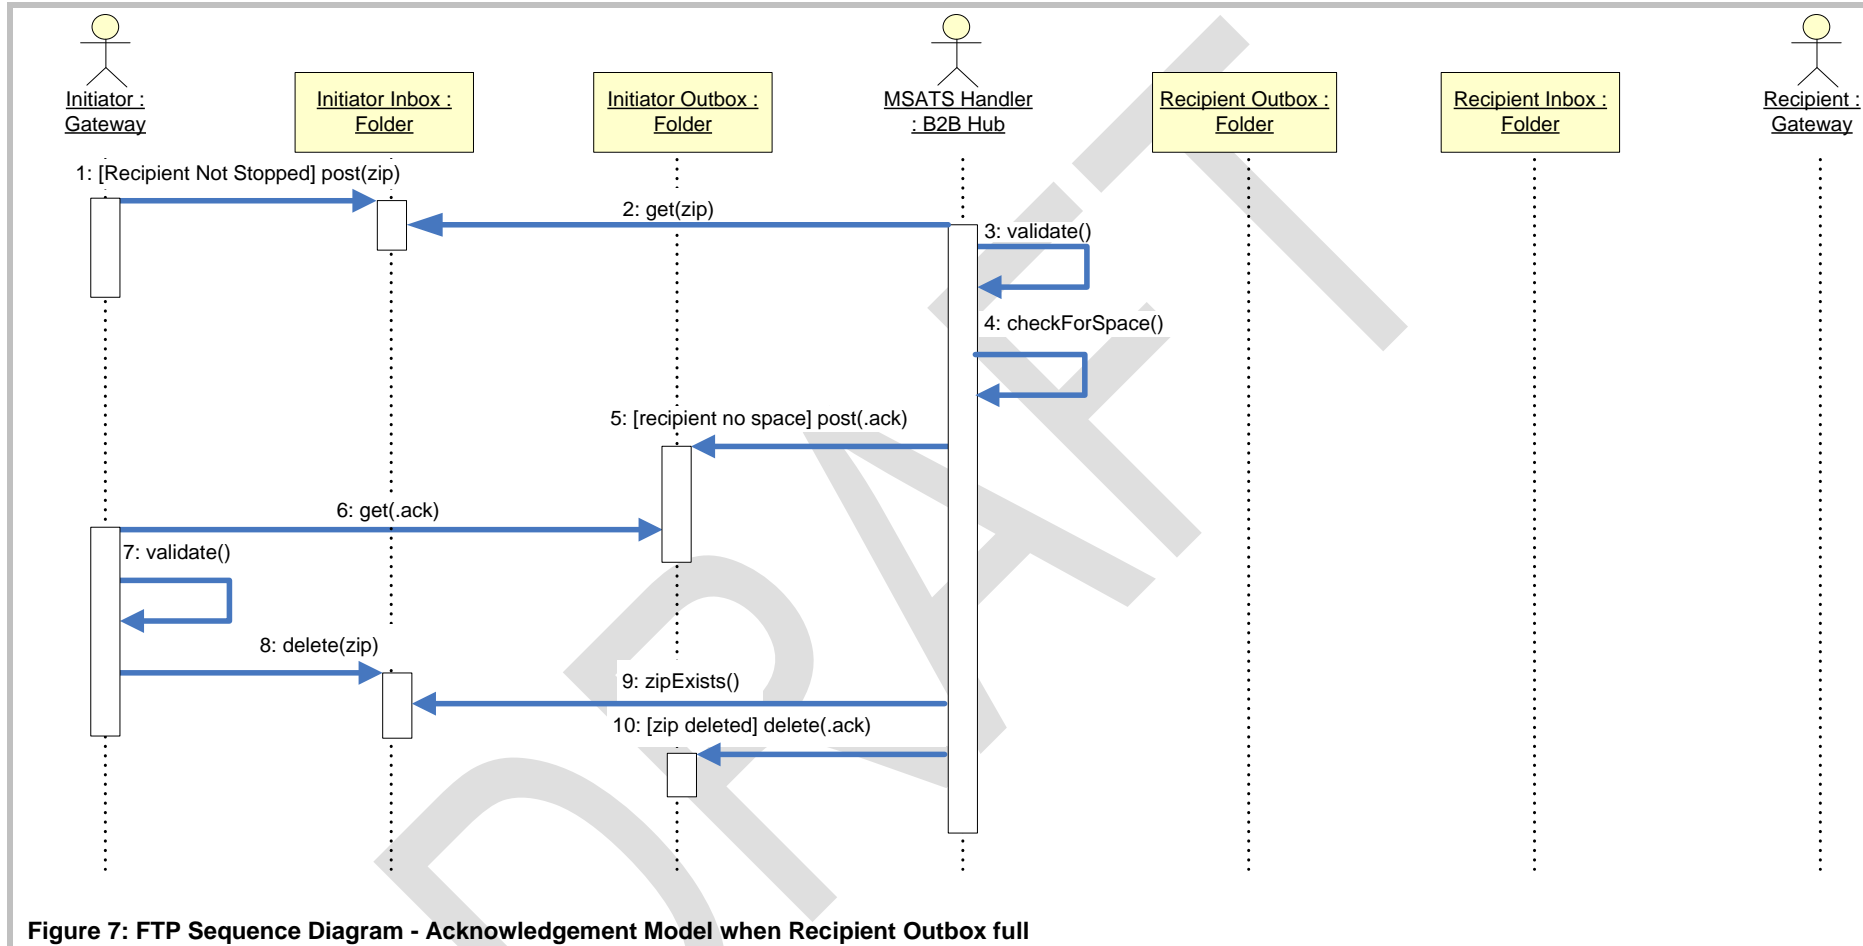 Initiator :
Gateway
Initiator Inbox :
Folder
Initiator Outbox :
Folder
MSATS Handler
: B2B Hub
Recipient Outbox :
Folder
Recipient Inbox :
Folder
Recipient :
Gateway
1: [Recipient Not Stopped] post(zip)
2: get(zip)
3: validate()
4: checkForSpace()
5: [recipient no space] post(.ack)
6: get(.ack)
7: validate()
8: delete(zip)
9: zipExists()
10: [zip deleted] delete(.ack)
DRAFT
Figure 7: FTP Sequence Diagram - Acknowledgement Model when Recipient Outbox full